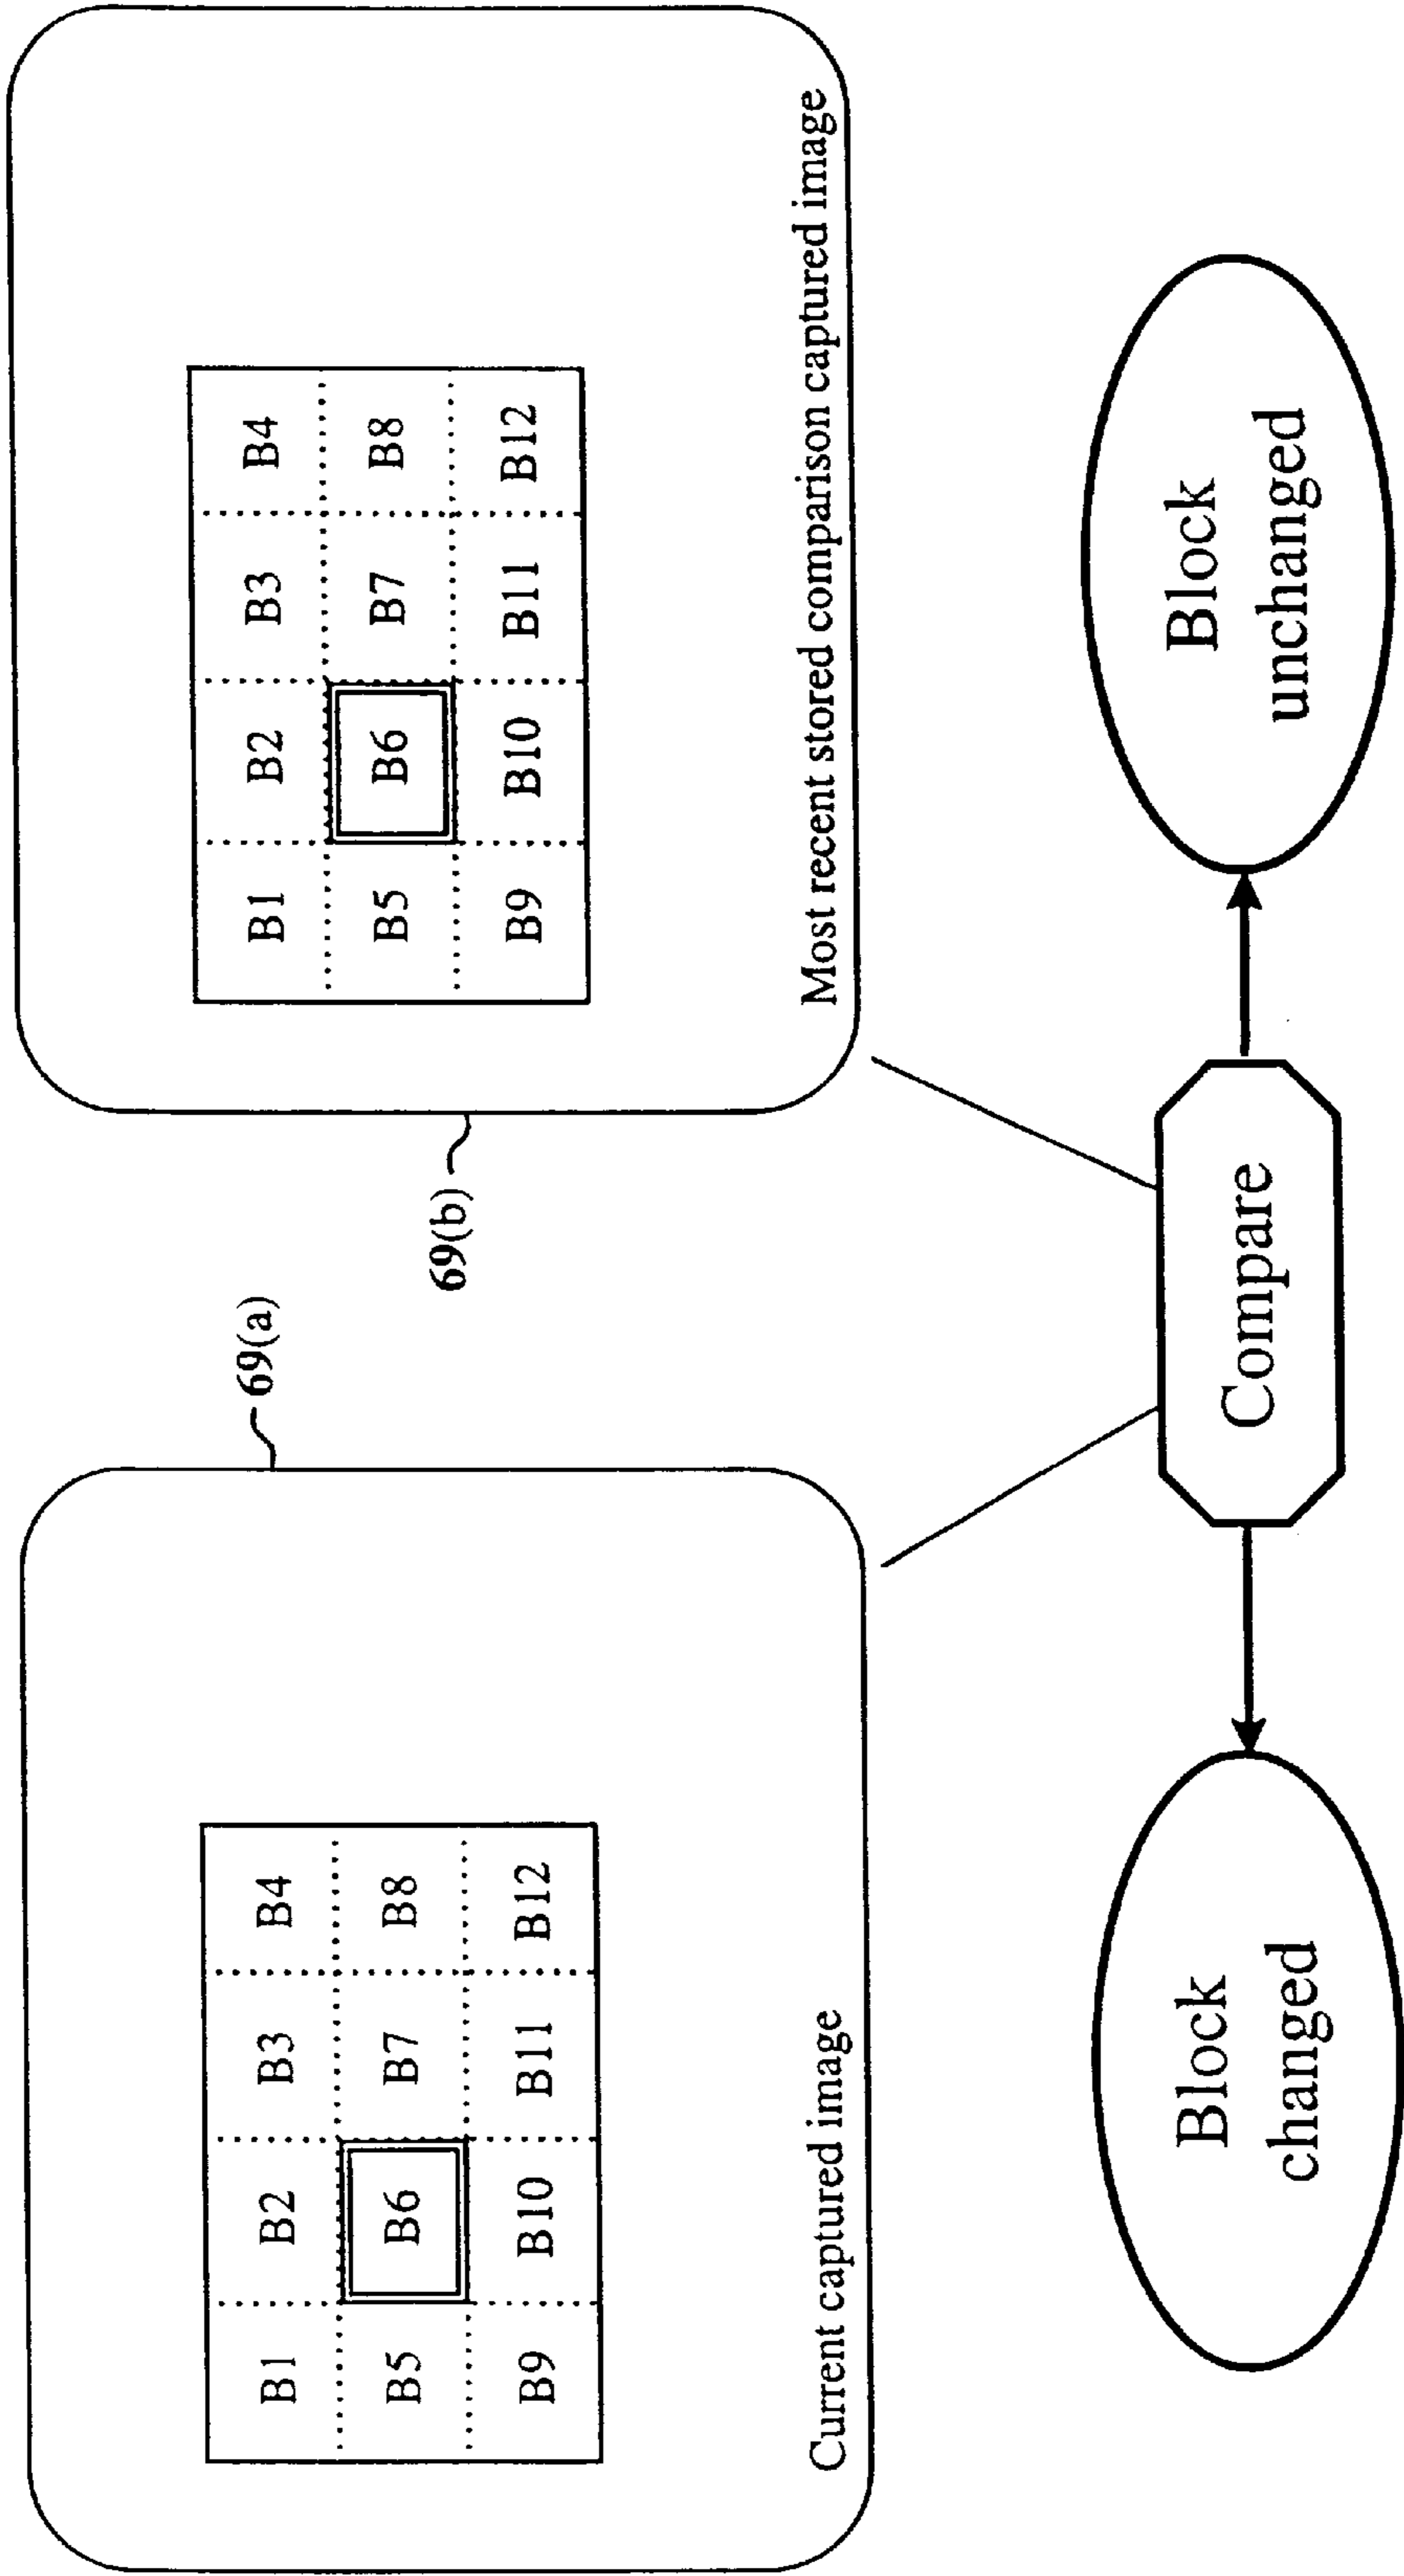 69(a)
B1 B2 B3 B4
B5 B6 B7 B8
B9 B10 B11 B12
Current captured image
69(b)
B1 B2 B3 B4
B5 B6 B7 B8
B9 B10 B11 B12
Most recent stored comparison captured image
Block
changed
Compare
Block
unchanged